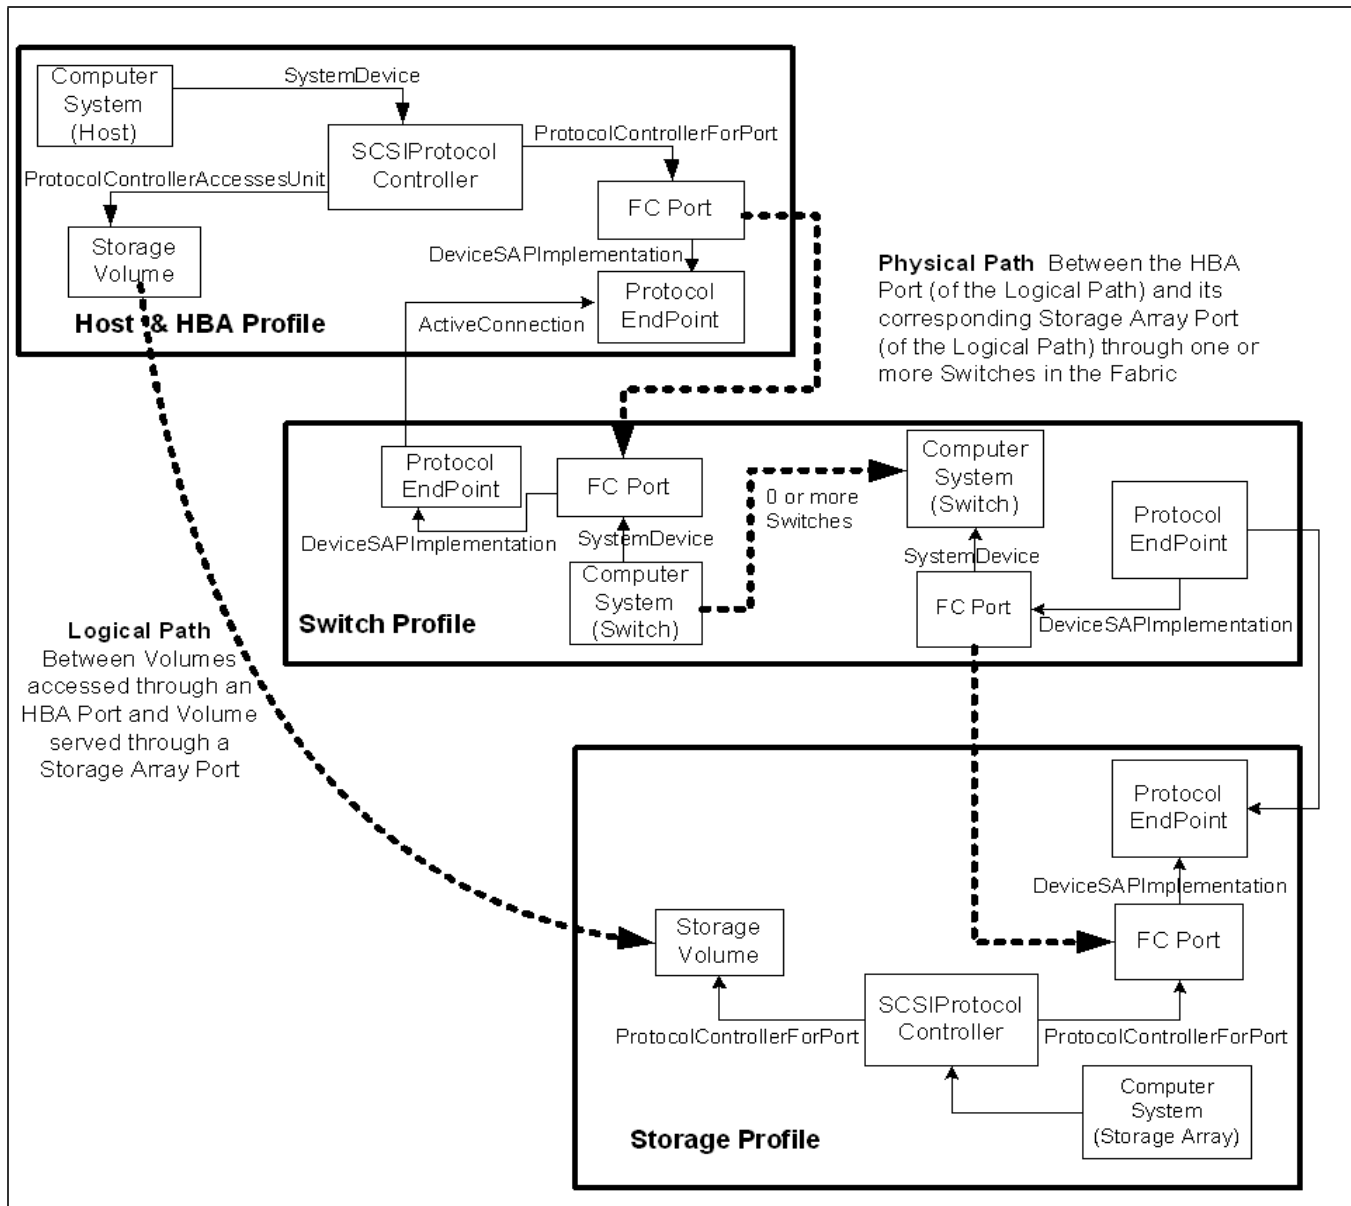 Computer
System
(Host)
SystemDevice
SCSIProtocol
Controller
ProtocolControllerForPort
ProtocolControllerAccessesUnit
FC Port
Storage
Volume
DeviceSAPImplementation
Protocol
EndPoint
ActiveConnection
Host & HBA Profile
Physical Path Between the HBA
Port (of the Logical Path) and its
corresponding Storage Array Port
(of the Logical Path) through one or
more Switches in the Fabric
Protocol
EndPoint
FC Port
DeviceSAPImplementation
SystemDevice
Computer
System
(Switch)
0 or more
Switches
Computer
System
(Switch)
SystemDevice
FC Port
Protocol
EndPoint
DeviceSAPImplementation
Switch Profile
Logical Path
Between Volumes
accessed through an
HBA Port and Volume
served through a
Storage Array Port
Protocol
EndPoint
DeviceSAPImplementation
FC Port
Storage
Volume
SCSIProtocol
Controller
ProtocolControllerForPort
ProtocolControllerForPort
Computer
System
(Storage Array)
Storage Profile